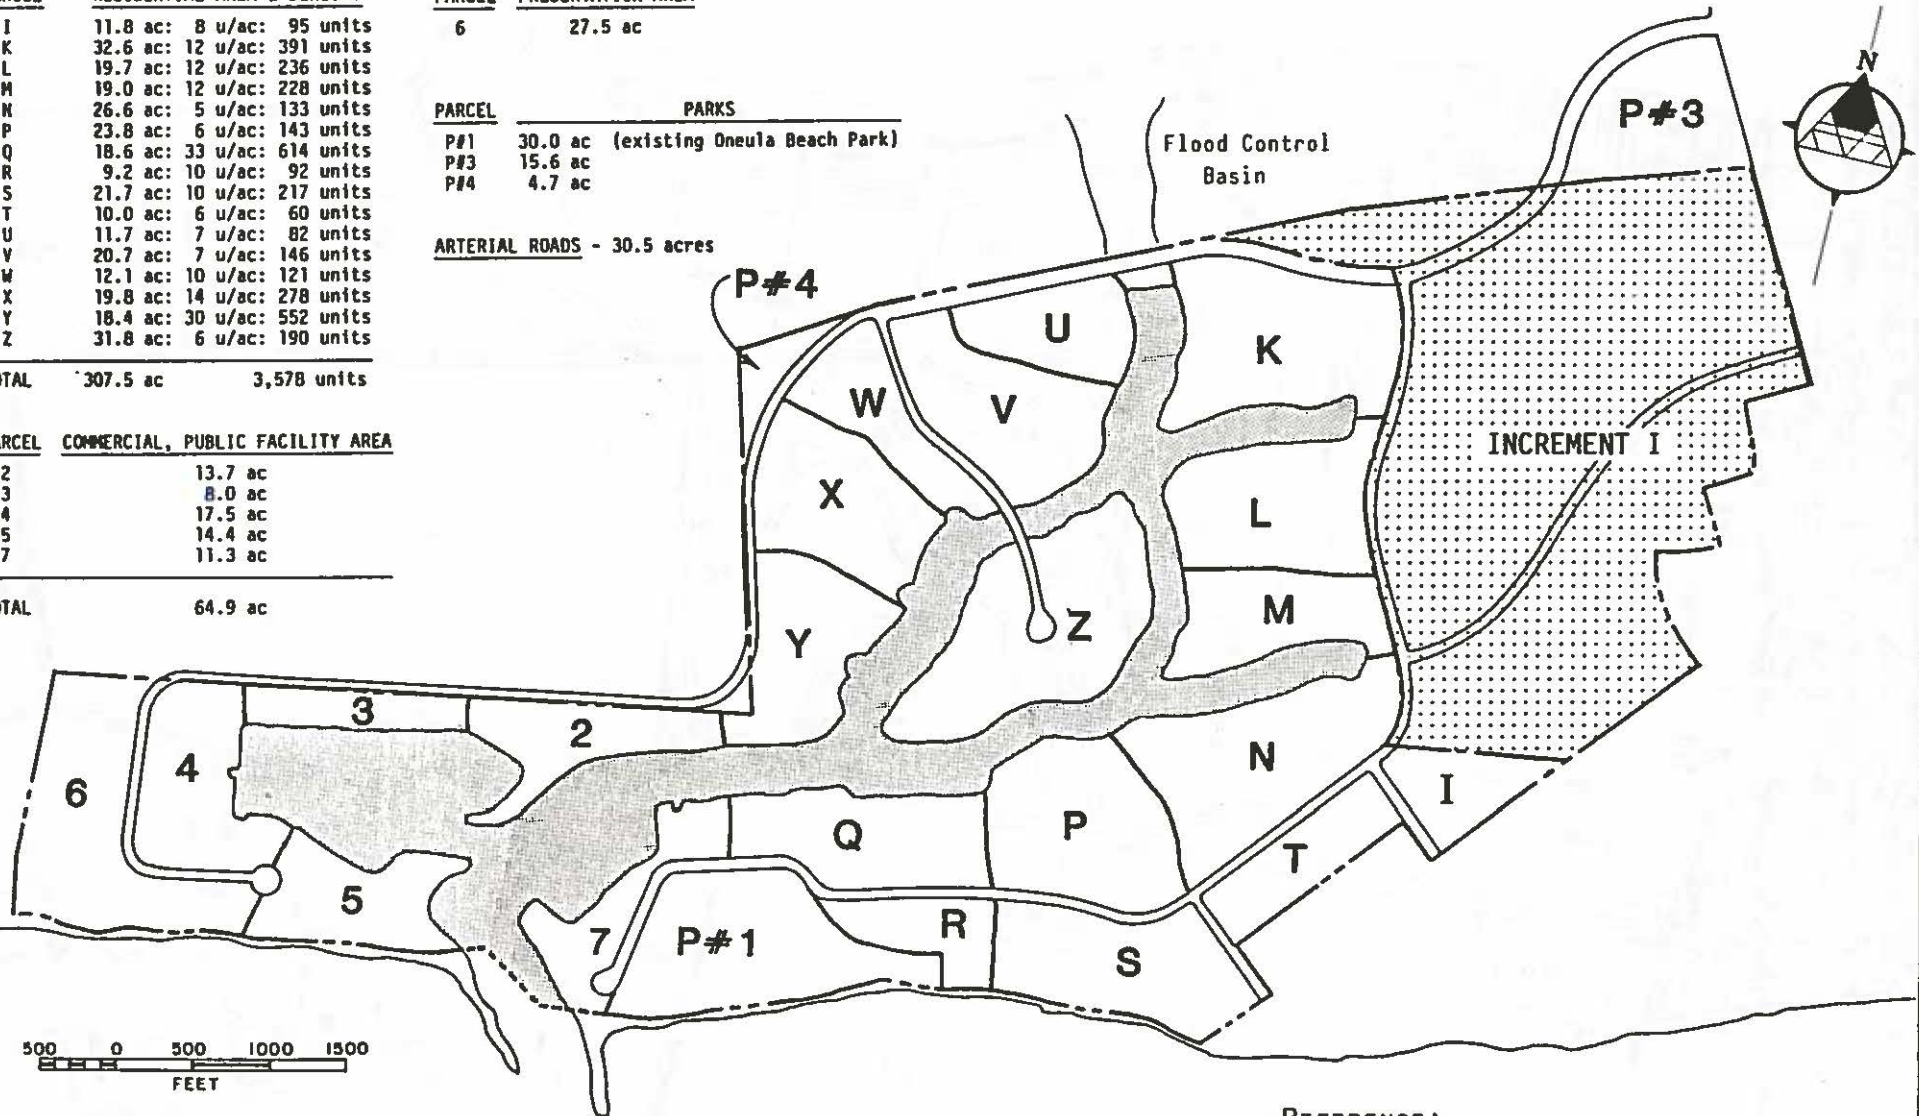 I 11.8 ac: 8 u/ac: 95 units
K 32.6 ac: 12 u/ac: 391 units
L 19.7 ac: 12 u/ac: 236 units
M 19.0 ac: 12 u/ac: 228 units
N 26.6 ac: 5 u/ac: 133 units
P 23.8 ac: 6 u/ac: 143 units
Q 18.6 ac: 33 u/ac: 614 units
R 9.2 ac: 10 u/ac: 92 units
S 21.7 ac: 10 u/ac: 217 units
T 10.0 ac: 6 u/ac: 60 units
U 11.7 ac: 7 u/ac: 82 units
V 20.7 ac: 7 u/ac: 146 units
W 12.1 ac: 10 u/ac: 121 units
X 19.8 ac: 14 u/ac: 278 units
Y 18.4 ac: 30 u/ac: 552 units
Z 31.8 ac: 6 u/ac: 190 units
OTAL 307.5 ac 3,578 units
RCEL COMMERCIAL, PUBLIC FACILITY AREA
2 13.7 ac
3 8.0 ac
4 17.5 ac
5 14.4 ac
7 11.3 ac
OTAL 64.9 ac
PARCEL PRESERVATION AREA
6 27.5 ac
PARCEL PARKS
P#1 30.0 ac (existing Oneula Beach Park)
P#3 15.6 ac
P#4 4.7 ac
ARTERIAL ROADS - 30.5 acres
N
P#3
Flood Control
Basin
P#4
U
K
W
V
X
L
INCREMENT I
Z
M
Y
3
2
4
6
N
I
Q
P
T
5
7
P#1
R
S
500 0 500 1000 1500
FEET
REFERENCE: